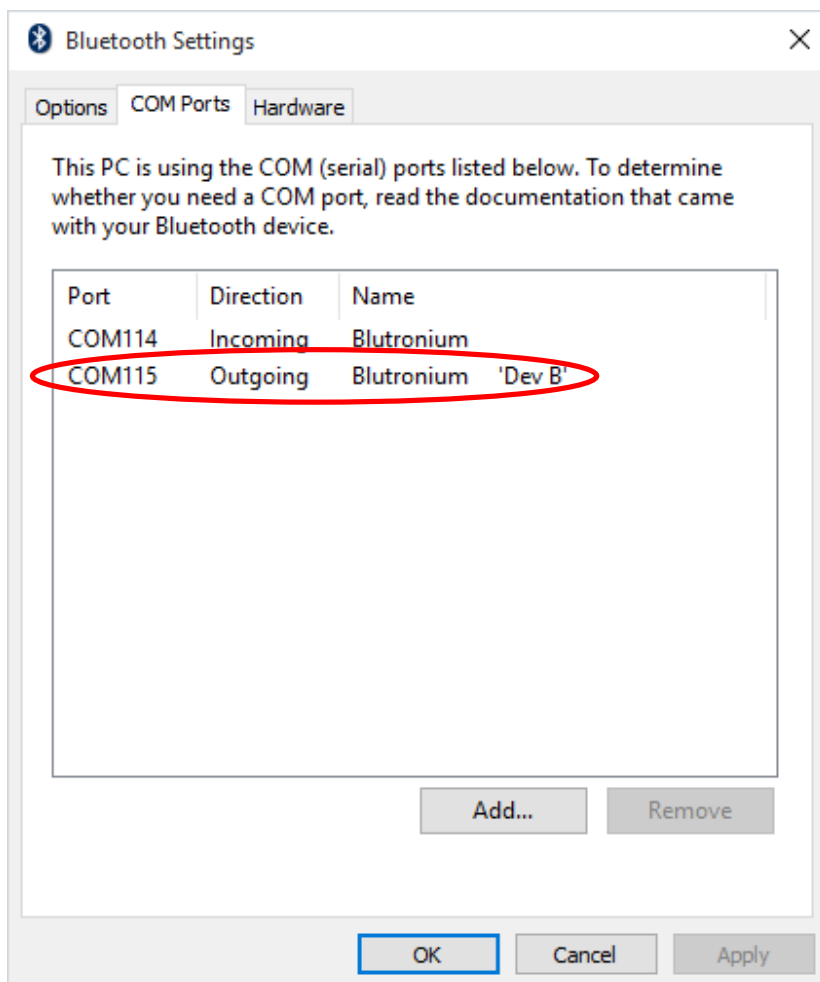 Bluetooth Settings
Options COM Ports Hardware
This PC is using the COM (serial) ports listed below. To determine
whether you need a COM port, read the documentation that came
with your Bluetooth device.
Port Direction Name
COM114 Incoming Blutronium
COM115 Outgoing Blutronium 'Dev B'
Add... Remove
OK Cancel Apply